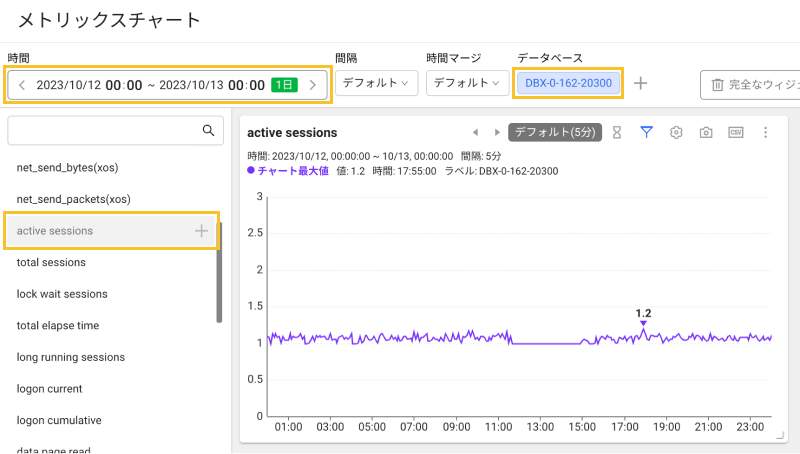 メトリックスチャート
時間
間隔
時間マージ
データベース
2023/10/12 00:00 ~ 2023/10/13 00:00 1日
デフォルト
デフォルト
DBX-0-162-20300
完全なウィジ
net_send_bytes(xos)
net_send_packets(xos)
active sessions
total sessions
lock wait sessions
total elapse time
long running sessions
logon current
logon cumulative
data page read
active sessions
デフォルト(5分)
CSV
時間: 2023/10/12, 00:00:00 ~ 10/13, 00:00:00 間隔: 5分
チャート最大値 値: 1.2 時間: 17:55:00 ラベル: DBX-0-162-20300
3
2.5
2
1.5
1
0.5
0
1.2
01:00 03:00 05:00 07:00 09:00 11:00 13:00 15:00 17:00 19:00 21:00 23:00